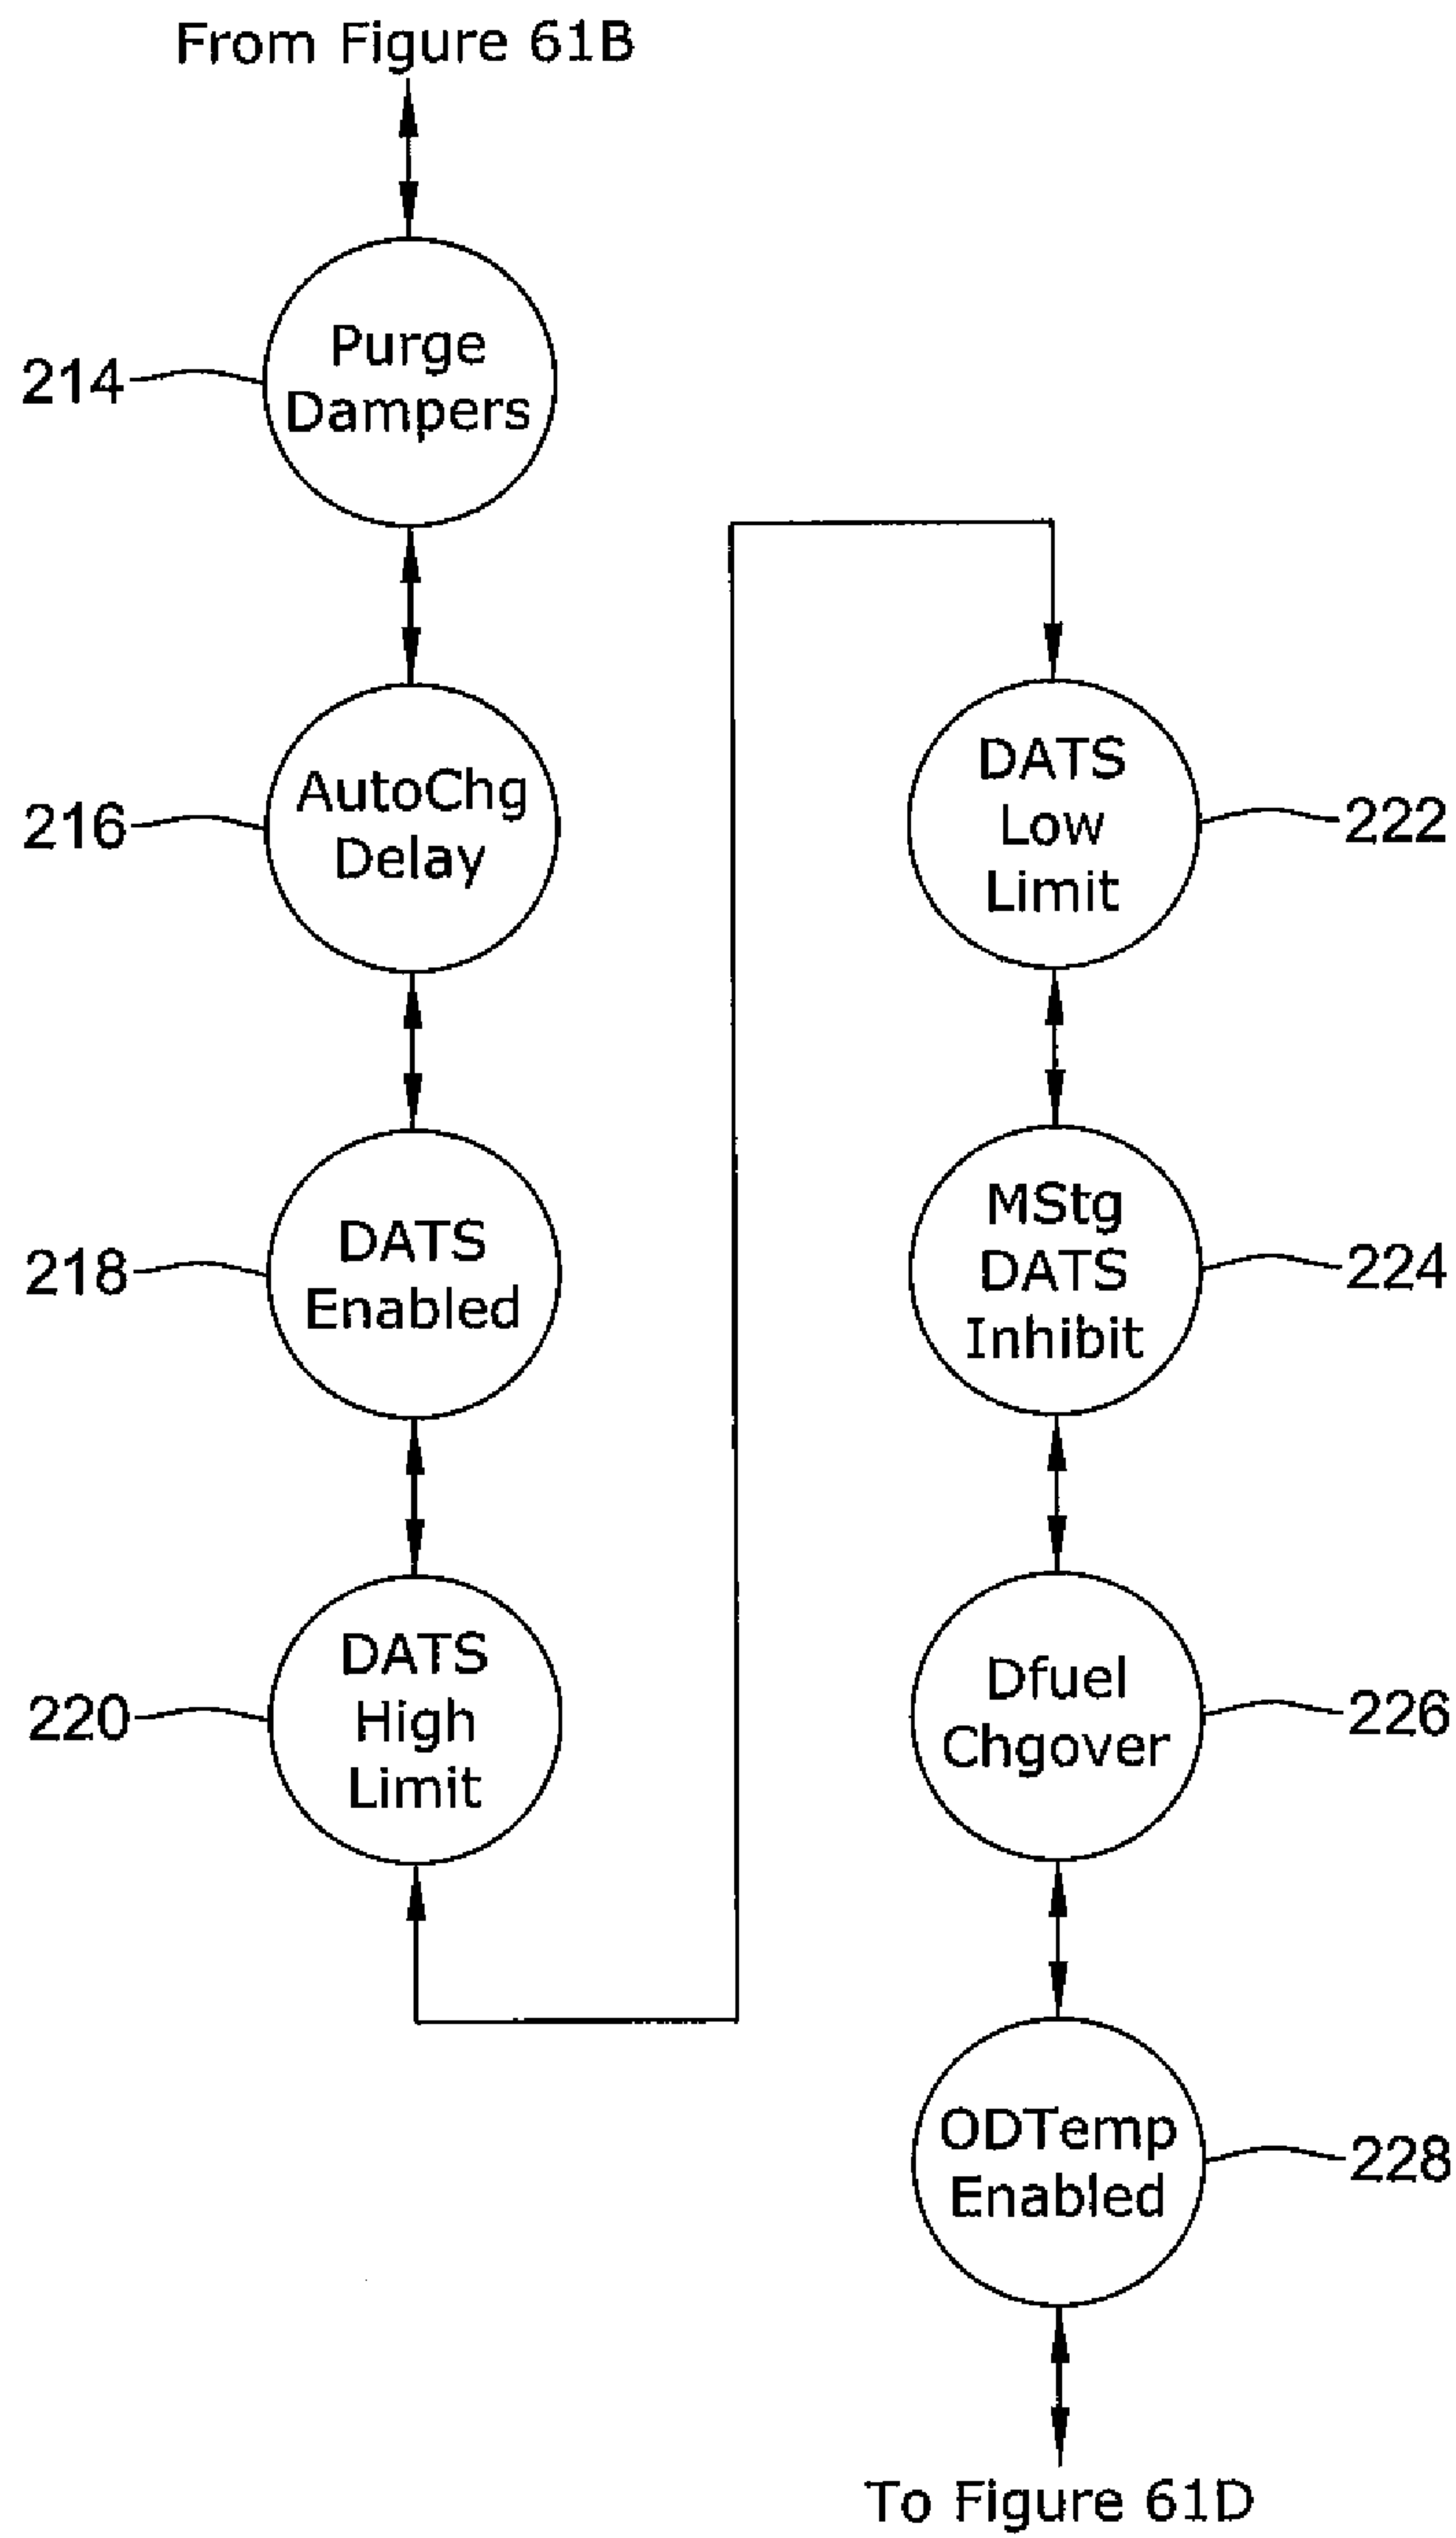 From Figure 61B
214
Purge
Dampers
216
AutoChg
Delay
218
DATS
Enabled
220
DATS
High
Limit
DATS
Low
Limit
222
MStg
DATS
Inhibit
224
Dfuel
Chgover
226
ODTemp
Enabled
228
To Figure 61D